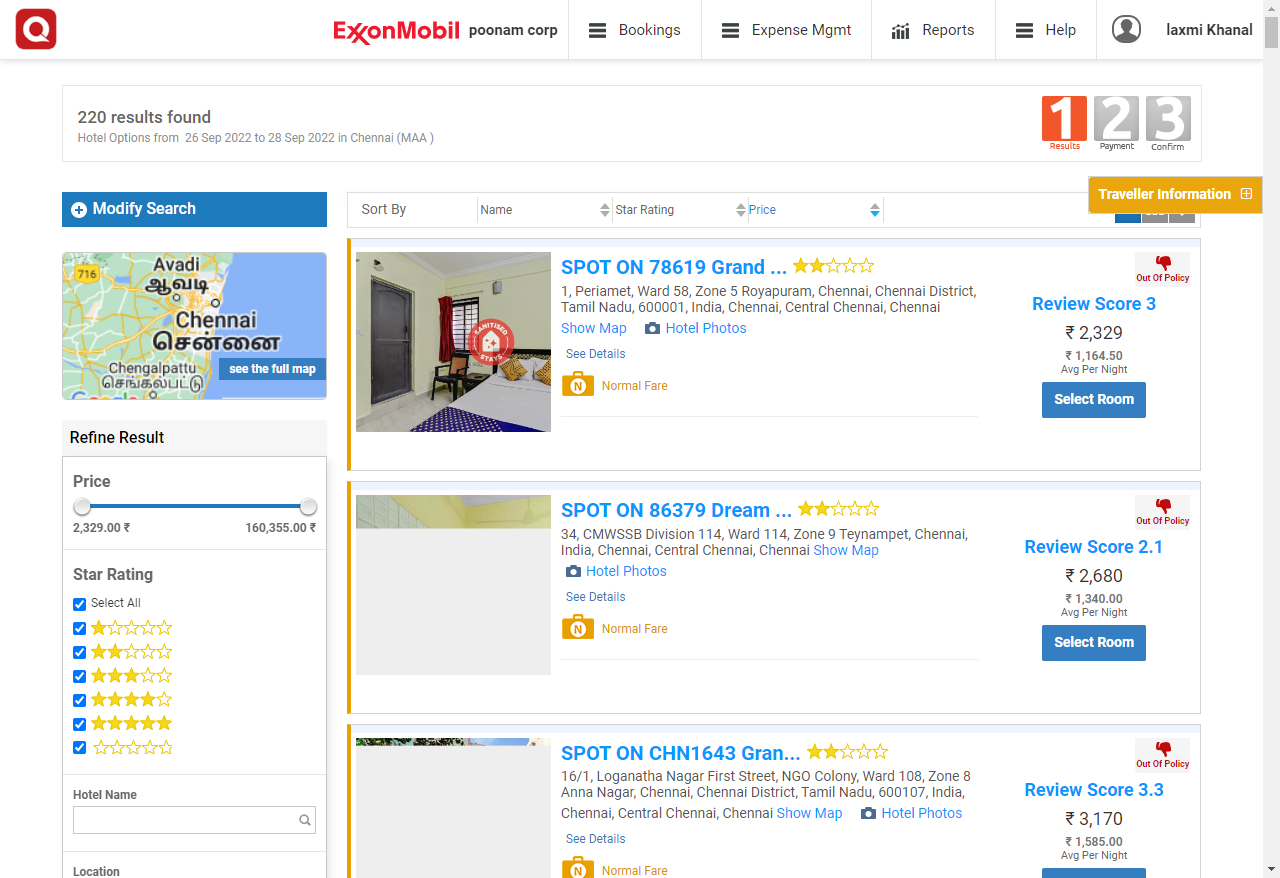 Q
ExxonMobil poonam corp
Bookings
Expense Mgmt
Reports
Help
laxmi Khanal
220 results found
Hotel Options from 26 Sep 2022 to 28 Sep 2022 in Chennai (MAA )
1 2 3
Results Payment Confirm
Traveller Information
Modify Search
716
Avadi
ஆவடி
Chennai
சென்னை
Chengalpattu
செங்கல்பட்டு
Google
see the full map
Refine Result
Price
2,329.00 ₹ 160,355.00 ₹
Star Rating
Select All
Hotel Name
Location
Sort By Name Star Rating Price
SPOT ON 78619 Grand ...
1, Periamet, Ward 58, Zone 5 Royapuram, Chennai, Chennai District,
Tamil Nadu, 600001, India, Chennai, Central Chennai, Chennai
Show Map Hotel Photos
See Details
N Normal Fare
SANITISED
STAYS
Out Of Policy
Review Score 3
₹ 2,329
₹ 1,164.50
Avg Per Night
Select Room
SPOT ON 86379 Dream ...
34, CMWSSB Division 114, Ward 114, Zone 9 Teynampet, Chennai,
India, Chennai, Central Chennai, Chennai Show Map
Hotel Photos
See Details
N Normal Fare
Out Of Policy
Review Score 2.1
₹ 2,680
₹ 1,340.00
Avg Per Night
Select Room
SPOT ON CHN1643 Gran...
16/1, Loganatha Nagar First Street, NGO Colony, Ward 108, Zone 8
Anna Nagar, Chennai, Chennai District, Tamil Nadu, 600107, India,
Chennai, Central Chennai, Chennai Show Map Hotel Photos
See Details
N Normal Fare
Out Of Policy
Review Score 3.3
₹ 3,170
₹ 1,585.00
Avg Per Night